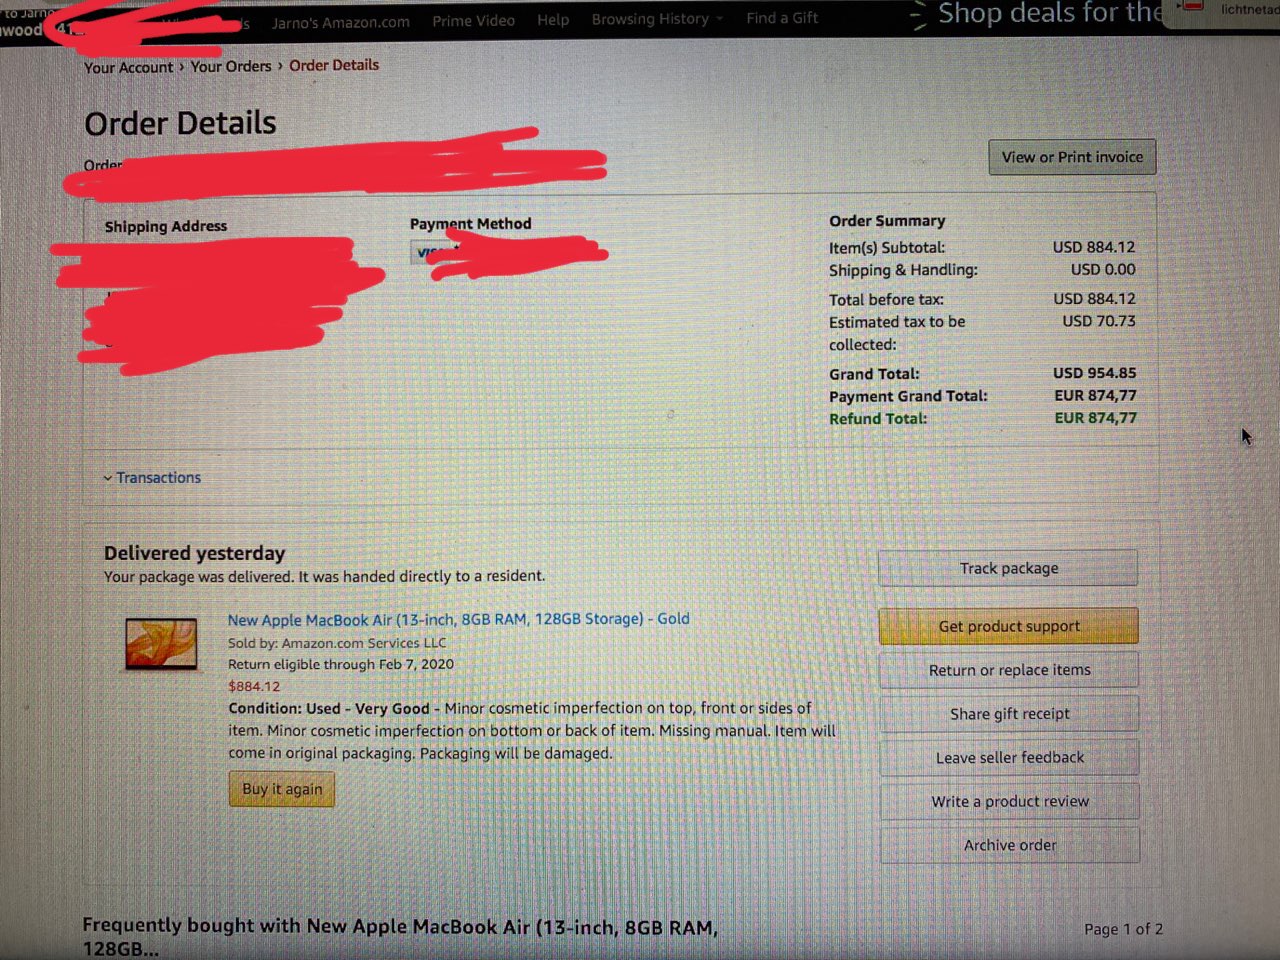 to Jarno
Jarno's Amazon.com Prime Video Help Browsing History Find a Gift
Shop deals for the
Your Account › Your Orders › Order Details
Order Details
Order
View or Print invoice
Shipping Address
Payment Method
Order Summary
Item(s) Subtotal: USD 884.12
Shipping & Handling: USD 0.00
Total before tax: USD 884.12
Estimated tax to be collected: USD 70.73
Grand Total: USD 954.85
Payment Grand Total: EUR 874,77
Refund Total: EUR 874,77
Transactions
Delivered yesterday
Your package was delivered. It was handed directly to a resident.
New Apple MacBook Air (13-inch, 8GB RAM, 128GB Storage) - Gold
Sold by: Amazon.com Services LLC
Return eligible through Feb 7, 2020
$884.12
Condition: Used - Very Good - Minor cosmetic imperfection on top, front or sides of
item. Minor cosmetic imperfection on bottom or back of item. Missing manual. Item will
come in original packaging. Packaging will be damaged.
Buy it again
Track package
Get product support
Return or replace items
Share gift receipt
Leave seller feedback
Write a product review
Archive order
Frequently bought with New Apple MacBook Air (13-inch, 8GB RAM,
128GB...
Page 1 of 2